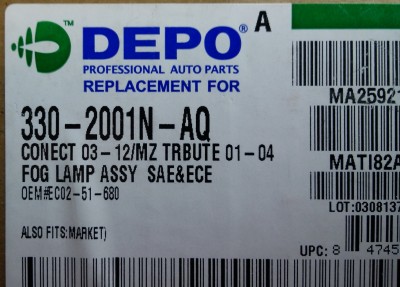 DEPO® A
PROFESSIONAL AUTO PARTS
REPLACEMENT FOR
330-2001N-AQ
CONECT 03-12/MZ TRBUTE 01-04
FOG LAMP ASSY SAE&ECE
OEM#EC02-51-680
ALSO FITS:MARKET)
MA25921
MATI82A
LOT:0308137
UPC: 8 4745